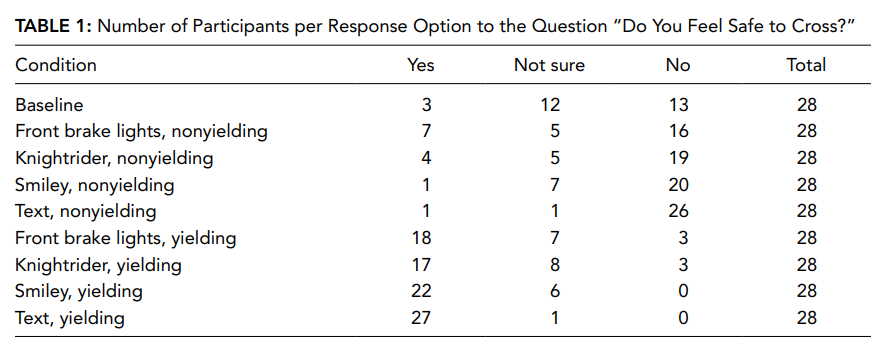 TABLE 1: Number of Participants per Response Option to the Question “Do You Feel Safe to Cross?”
Condition Yes Not sure No Total
Baseline 3 12 13 28
Front brake lights, nonyielding 7 5 16 28
Knightrider, nonyielding 4 5 19 28
Smiley, nonyielding 1 7 20 28
Text, nonyielding 1 1 26 28
Front brake lights, yielding 18 7 3 28
Knightrider, yielding 17 8 3 28
Smiley, yielding 22 6 0 28
Text, yielding 27 1 0 28